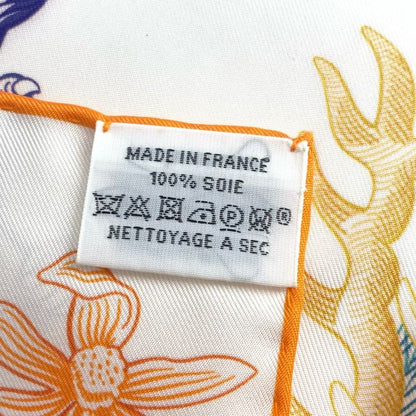 MADE IN FRANCE
100% SOIE
P ®
NETTOYAGE A SEC